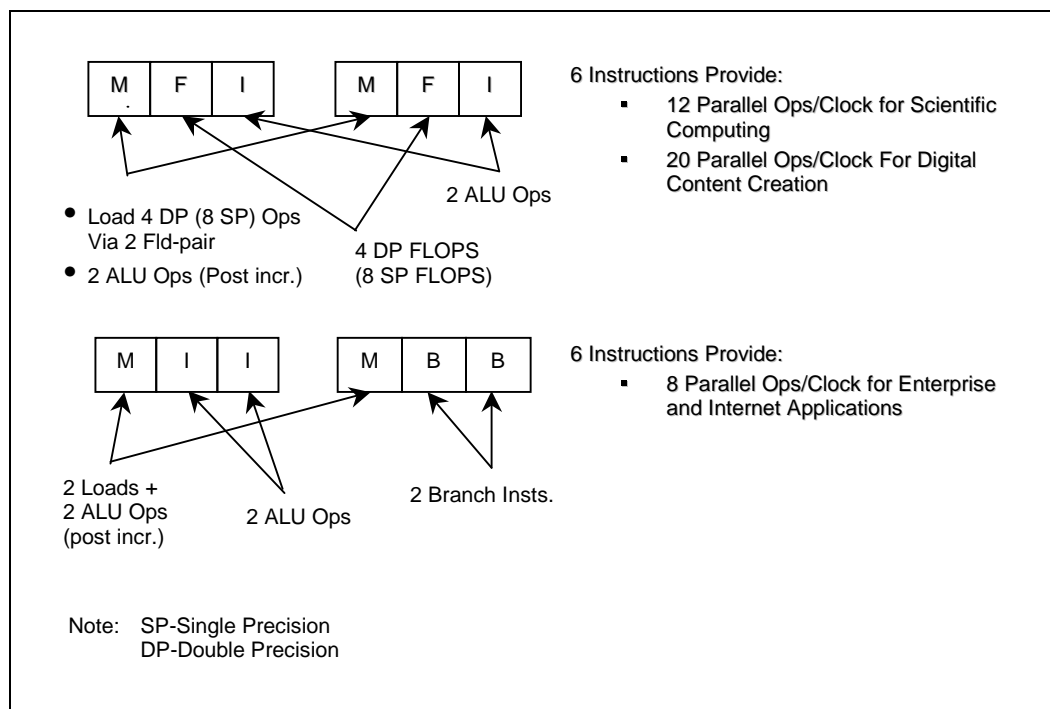 M F I M F I
6 Instructions Provide:
▪ 12 Parallel Ops/Clock for Scientific
Computing
▪ 20 Parallel Ops/Clock For Digital
Content Creation
2 ALU Ops
• Load 4 DP (8 SP) Ops
Via 2 Fld-pair
• 2 ALU Ops (Post incr.)
4 DP FLOPS
(8 SP FLOPS)
M I I M B B
6 Instructions Provide:
▪ 8 Parallel Ops/Clock for Enterprise
and Internet Applications
2 Loads +
2 ALU Ops
(post incr.)
2 ALU Ops
2 Branch Insts.
Note: SP-Single Precision
DP-Double Precision